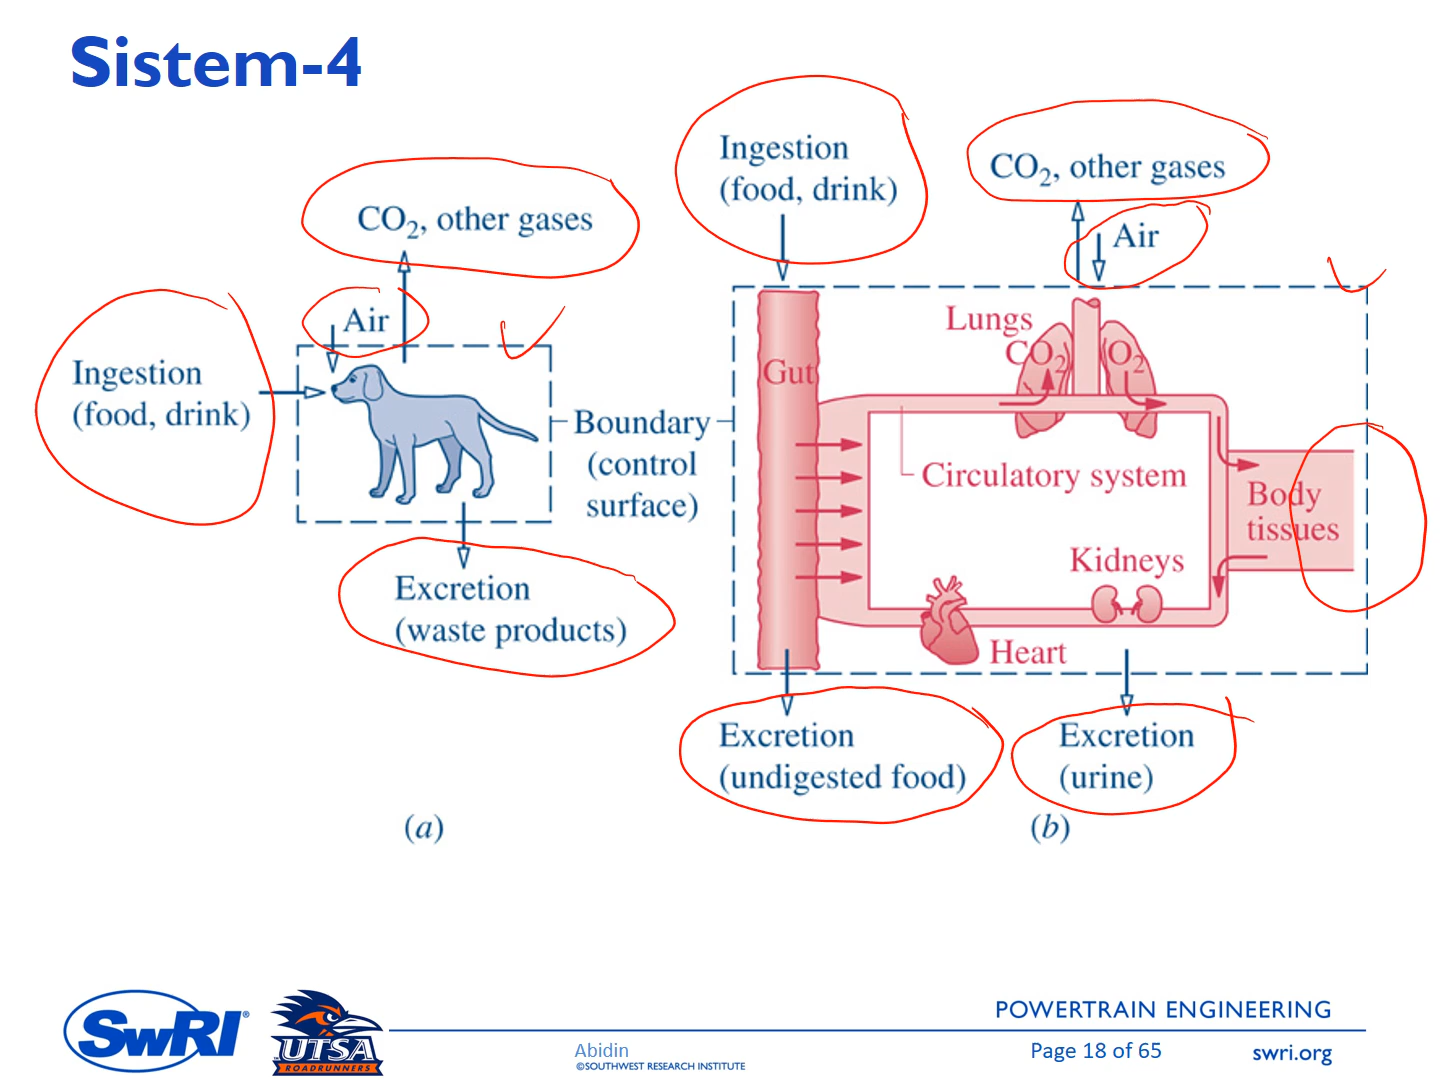 Sistem-4
CO2, other gases
Air
Ingestion
(food, drink)
Excretion
(waste products)
(a)
Boundary
(control
surface)
Ingestion
(food, drink)
CO2, other gases
Air
Lungs
CO2
O2
Gut
Circulatory system
Body
tissues
Kidneys
Heart
Excretion
(undigested food)
Excretion
(urine)
(b)
SwRI®
UTSA
ROADRUNNERS
Abidin
©SOUTHWEST RESEARCH INSTITUTE
POWERTRAIN ENGINEERING
Page 18 of 65
swri.org